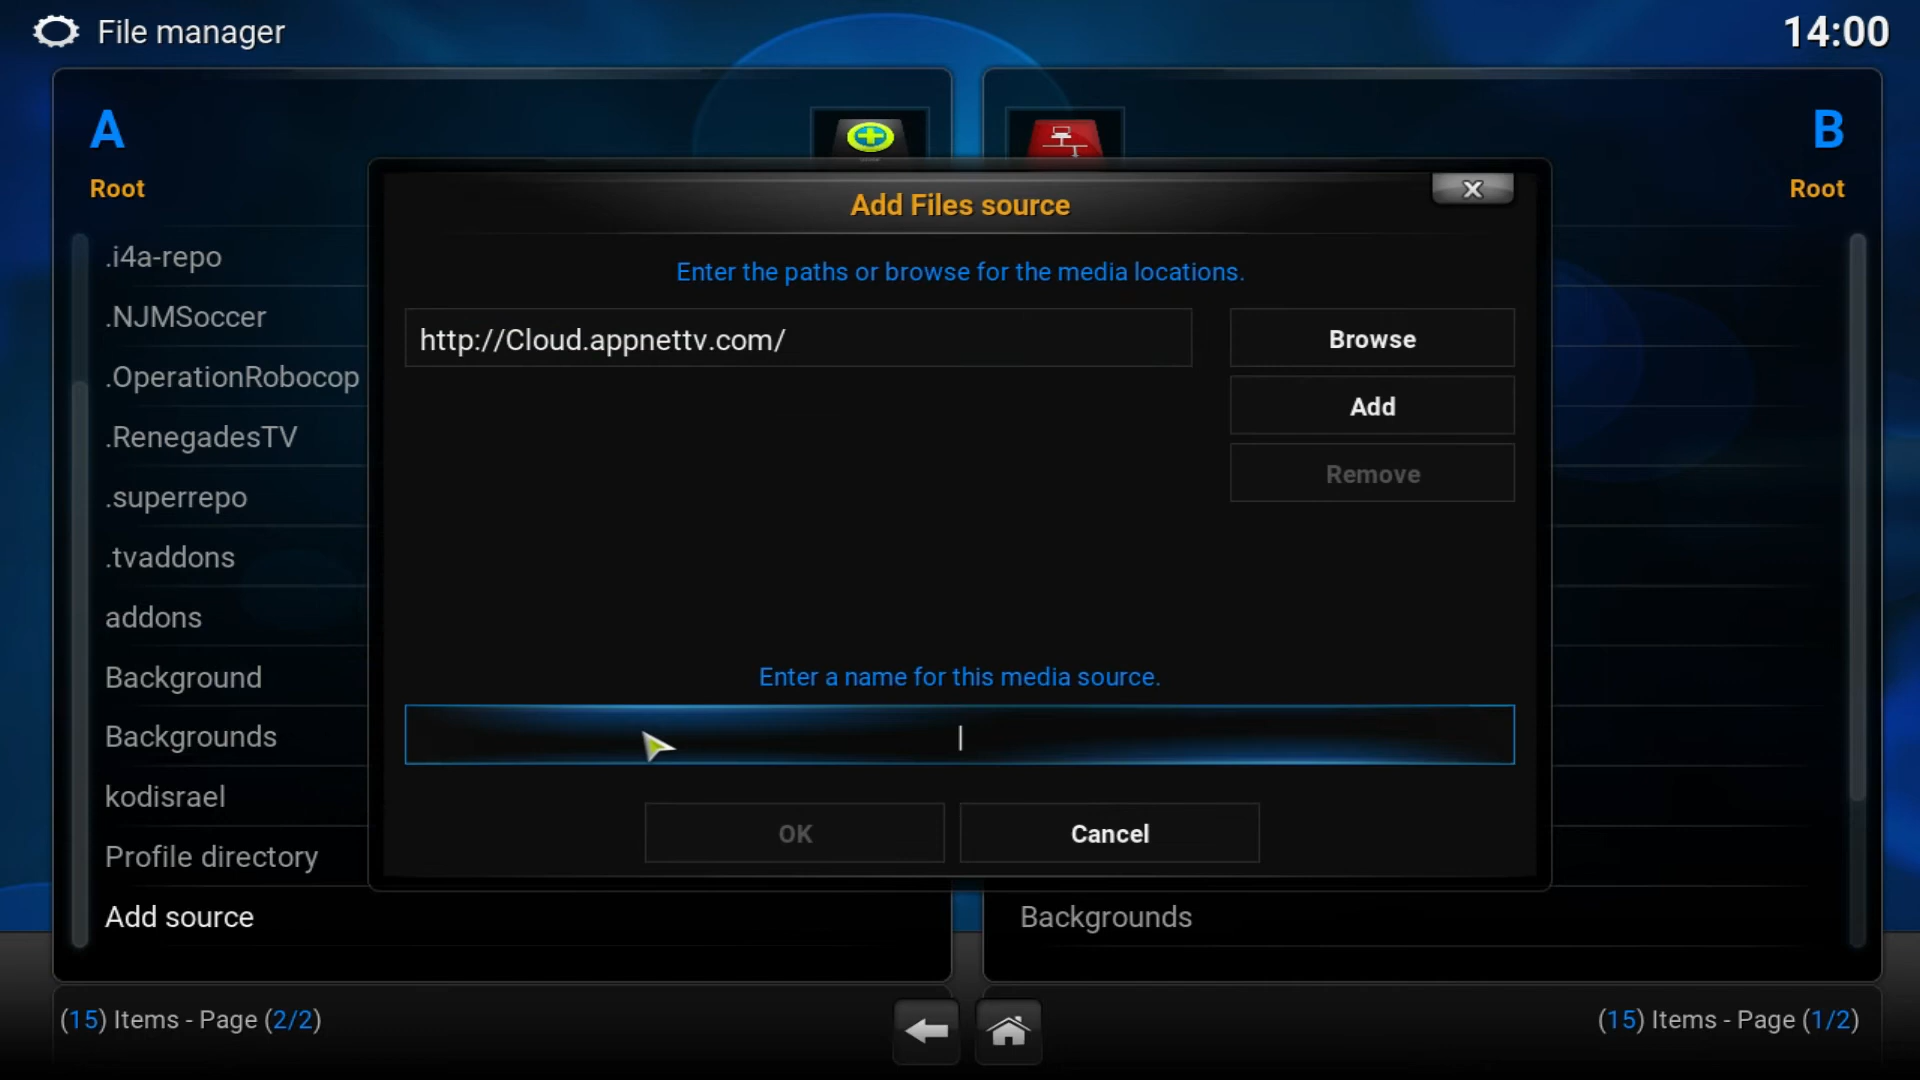 File manager
14:00
A
B
Root
Root
.i4a-repo
.NJMSoccer
.OperationRobocop
.RenegadesTV
.superrepo
.tvaddons
addons
Background
Backgrounds
kodisrael
Profile directory
Add source
Add Files source
x
Enter the paths or browse for the media locations.
http://Cloud.appnettv.com/
Browse
Add
Remove
Enter a name for this media source.
OK
Cancel
Backgrounds
(15) Items - Page (2/2)
(15) Items - Page (1/2)